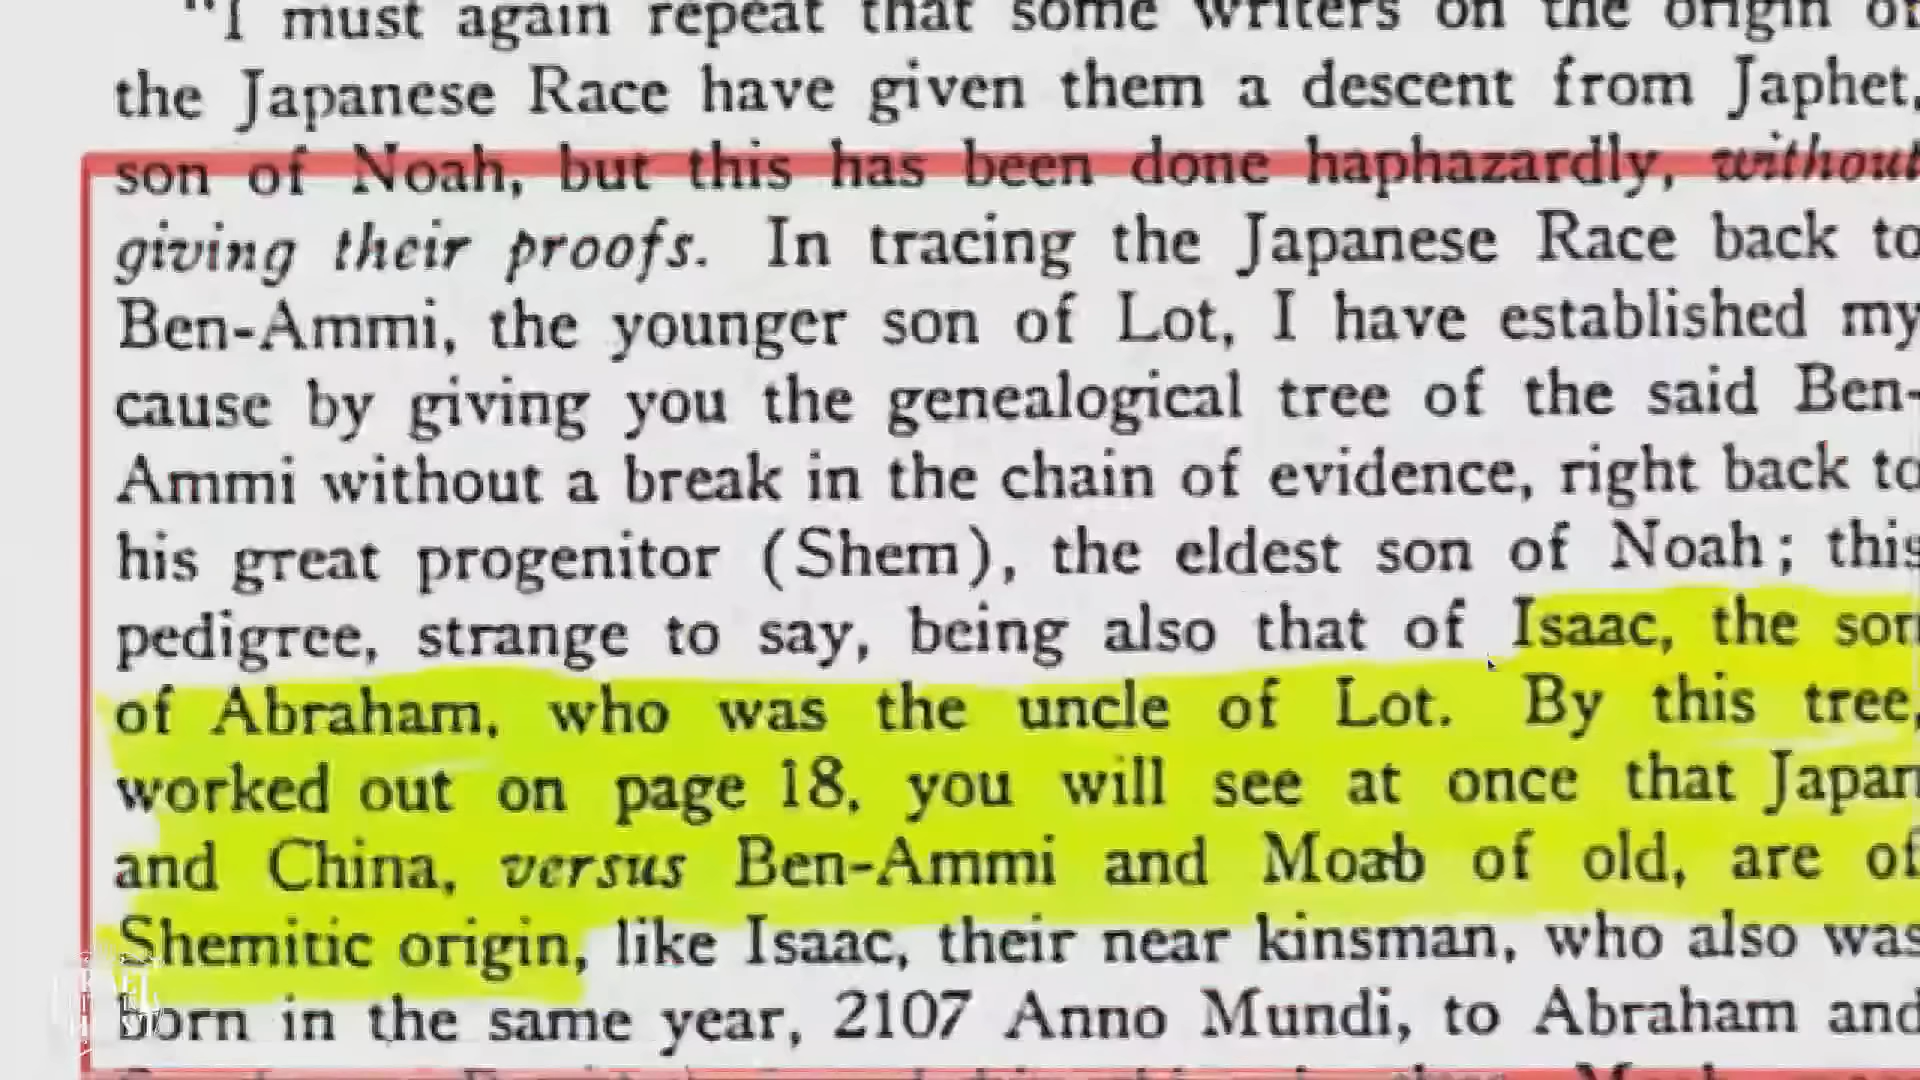 "I must again repeat that some writers on the origin of
the Japanese Race have given them a descent from Japhet,
son of Noah, but this has been done haphazardly, without
giving their proofs. In tracing the Japanese Race back to
Ben-Ammi, the younger son of Lot, I have established my
cause by giving you the genealogical tree of the said Ben-
Ammi without a break in the chain of evidence, right back to
his great progenitor (Shem), the eldest son of Noah; this
pedigree, strange to say, being also that of Isaac, the son
of Abraham, who was the uncle of Lot. By this tree,
worked out on page 18, you will see at once that Japan
and China, versus Ben-Ammi and Moab of old, are of
Shemitic origin, like Isaac, their near kinsman, who also was
born in the same year, 2107 Anno Mundi, to Abraham and